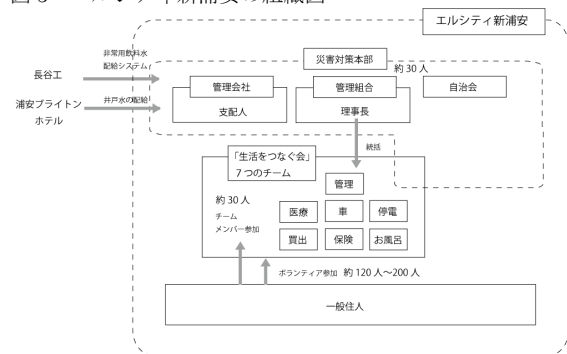 エルシティ新浦安
災害対策本部
約30人
非常用飲料水
配給システム
長谷工
井戸水の配給
浦安ブライトン
ホテル
管理会社
支配人
管理組合
理事長
自治会
統括
「生活をつなぐ会」
7つのチーム
管理
約30人
チーム
メンバー参加
医療
車
停電
買出
保険
お風呂
ボランティア参加 約120人〜200人
一般住人